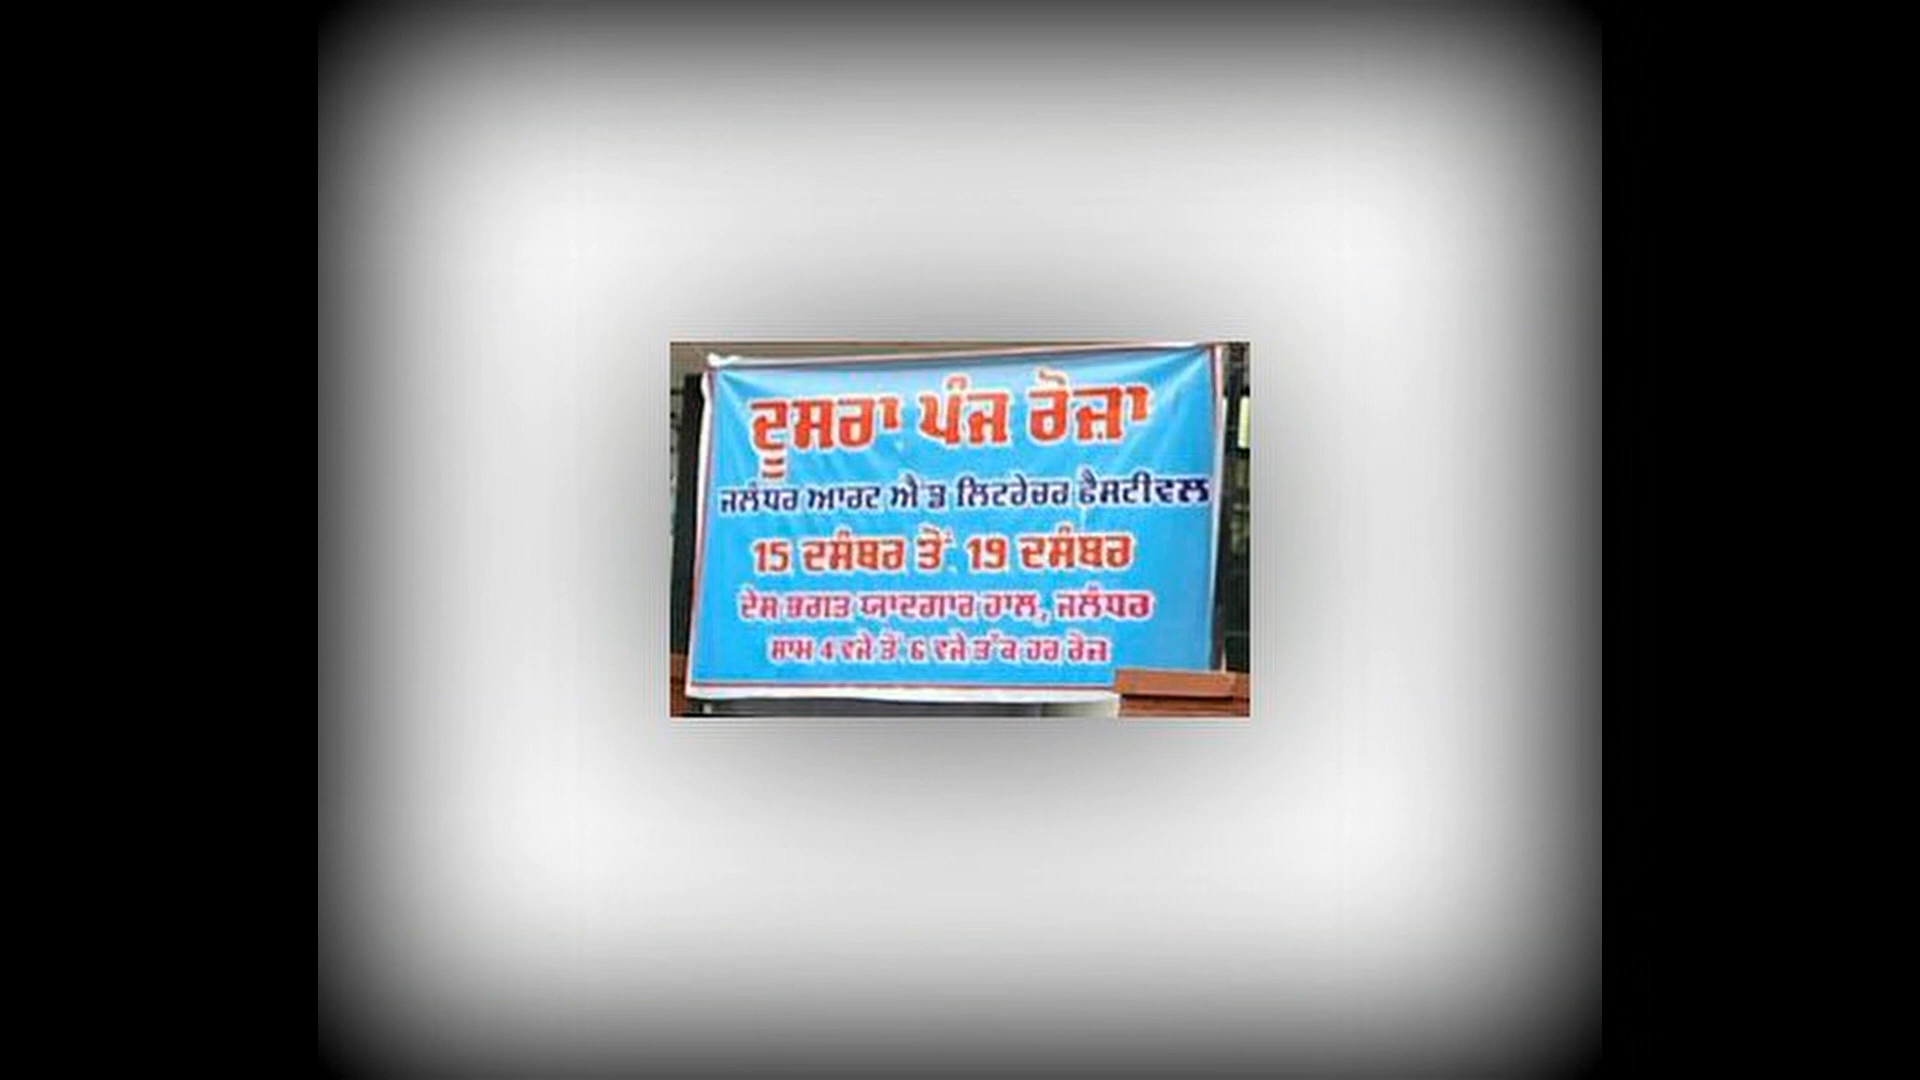 ਦੂਸਰਾ ਪੰਜ ਰੋਜ਼ਾ
ਜਲੰਧਰ ਆਰਟ ਐਂਡ ਲਿਟਰੇਚਰ ਫੈਸਟੀਵਲ
15 ਦਸੰਬਰ ਤੋਂ 19 ਦਸੰਬਰ
ਦੇਸ਼ ਭਗਤ ਯਾਦਗਾਰ ਹਾਲ, ਜਲੰਧਰ
ਸ਼ਾਮ 4 ਵਜੇ ਤੋਂ 6 ਵਜੇ ਤੱਕ ਹਰ ਰੋਜ਼